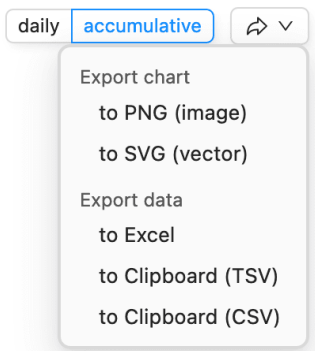 daily accumulative
Export chart
to PNG (image)
to SVG (vector)
Export data
to Excel
to Clipboard (TSV)
to Clipboard (CSV)